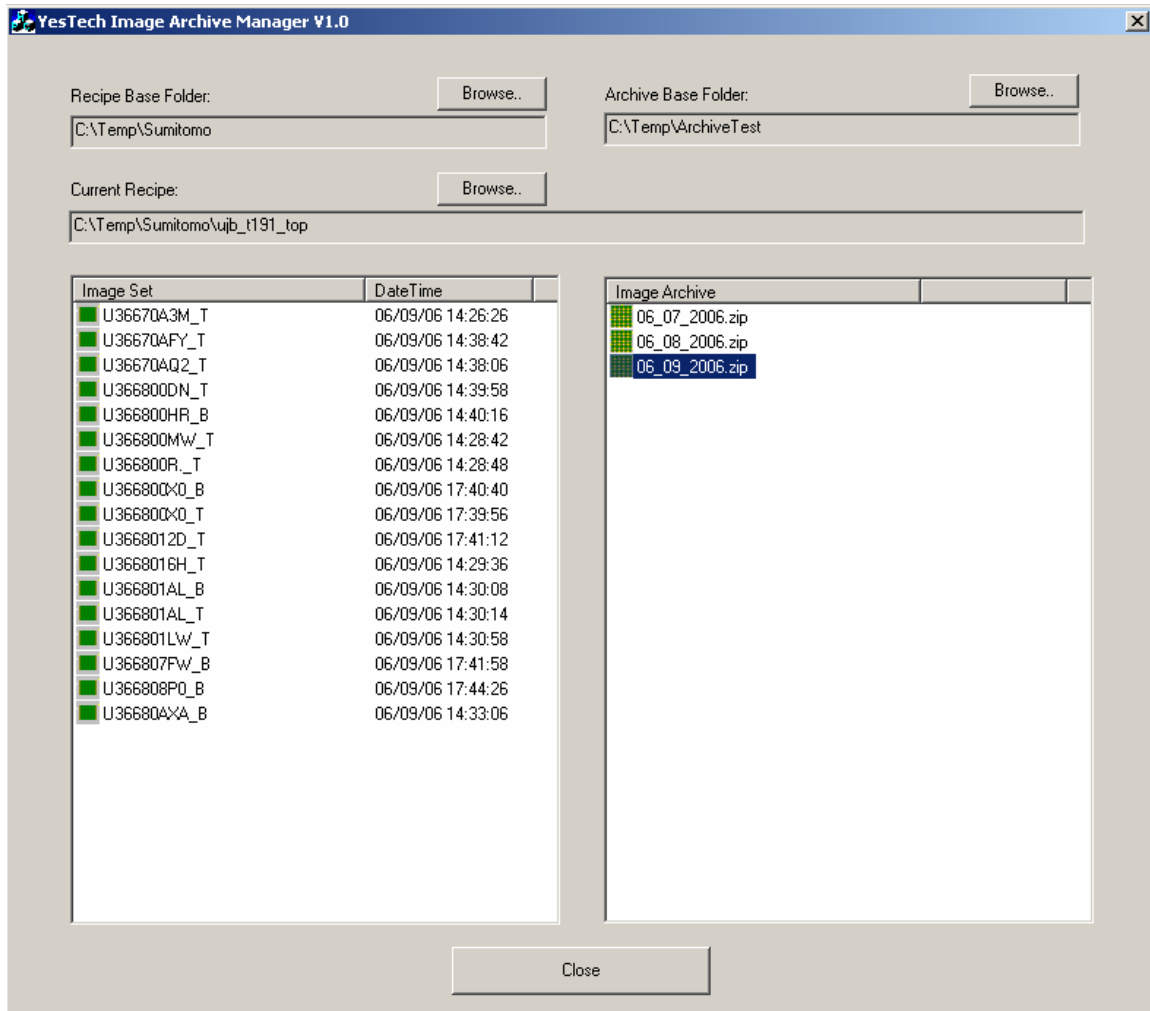 YesTech Image Archive Manager V1.0
Recipe Base Folder: Browse..
Archive Base Folder: Browse..
C:\Temp\Sumitomo
C:\Temp\ArchiveTest
Current Recipe: Browse..
C:\Temp\Sumitomo\ujb_t191_top
Image Set DateTime
U36670A3M_T 06/09/06 14:26:26
U36670AFY_T 06/09/06 14:38:42
U36670AQ2_T 06/09/06 14:38:06
U366800DN_T 06/09/06 14:39:58
U366800HR_B 06/09/06 14:40:16
U366800MW_T 06/09/06 14:28:42
U366800R._T 06/09/06 14:28:48
U366800X0_B 06/09/06 17:40:40
U366800X0_T 06/09/06 17:39:56
U3668012D_T 06/09/06 17:41:12
U3668016H_T 06/09/06 14:29:36
U366801AL_B 06/09/06 14:30:08
U366801AL_T 06/09/06 14:30:14
U366801LW_T 06/09/06 14:30:58
U366807FW_B 06/09/06 17:41:58
U366808P0_B 06/09/06 17:44:26
U36680AXA_B 06/09/06 14:33:06
Image Archive
06_07_2006.zip
06_08_2006.zip
06_09_2006.zip
Close